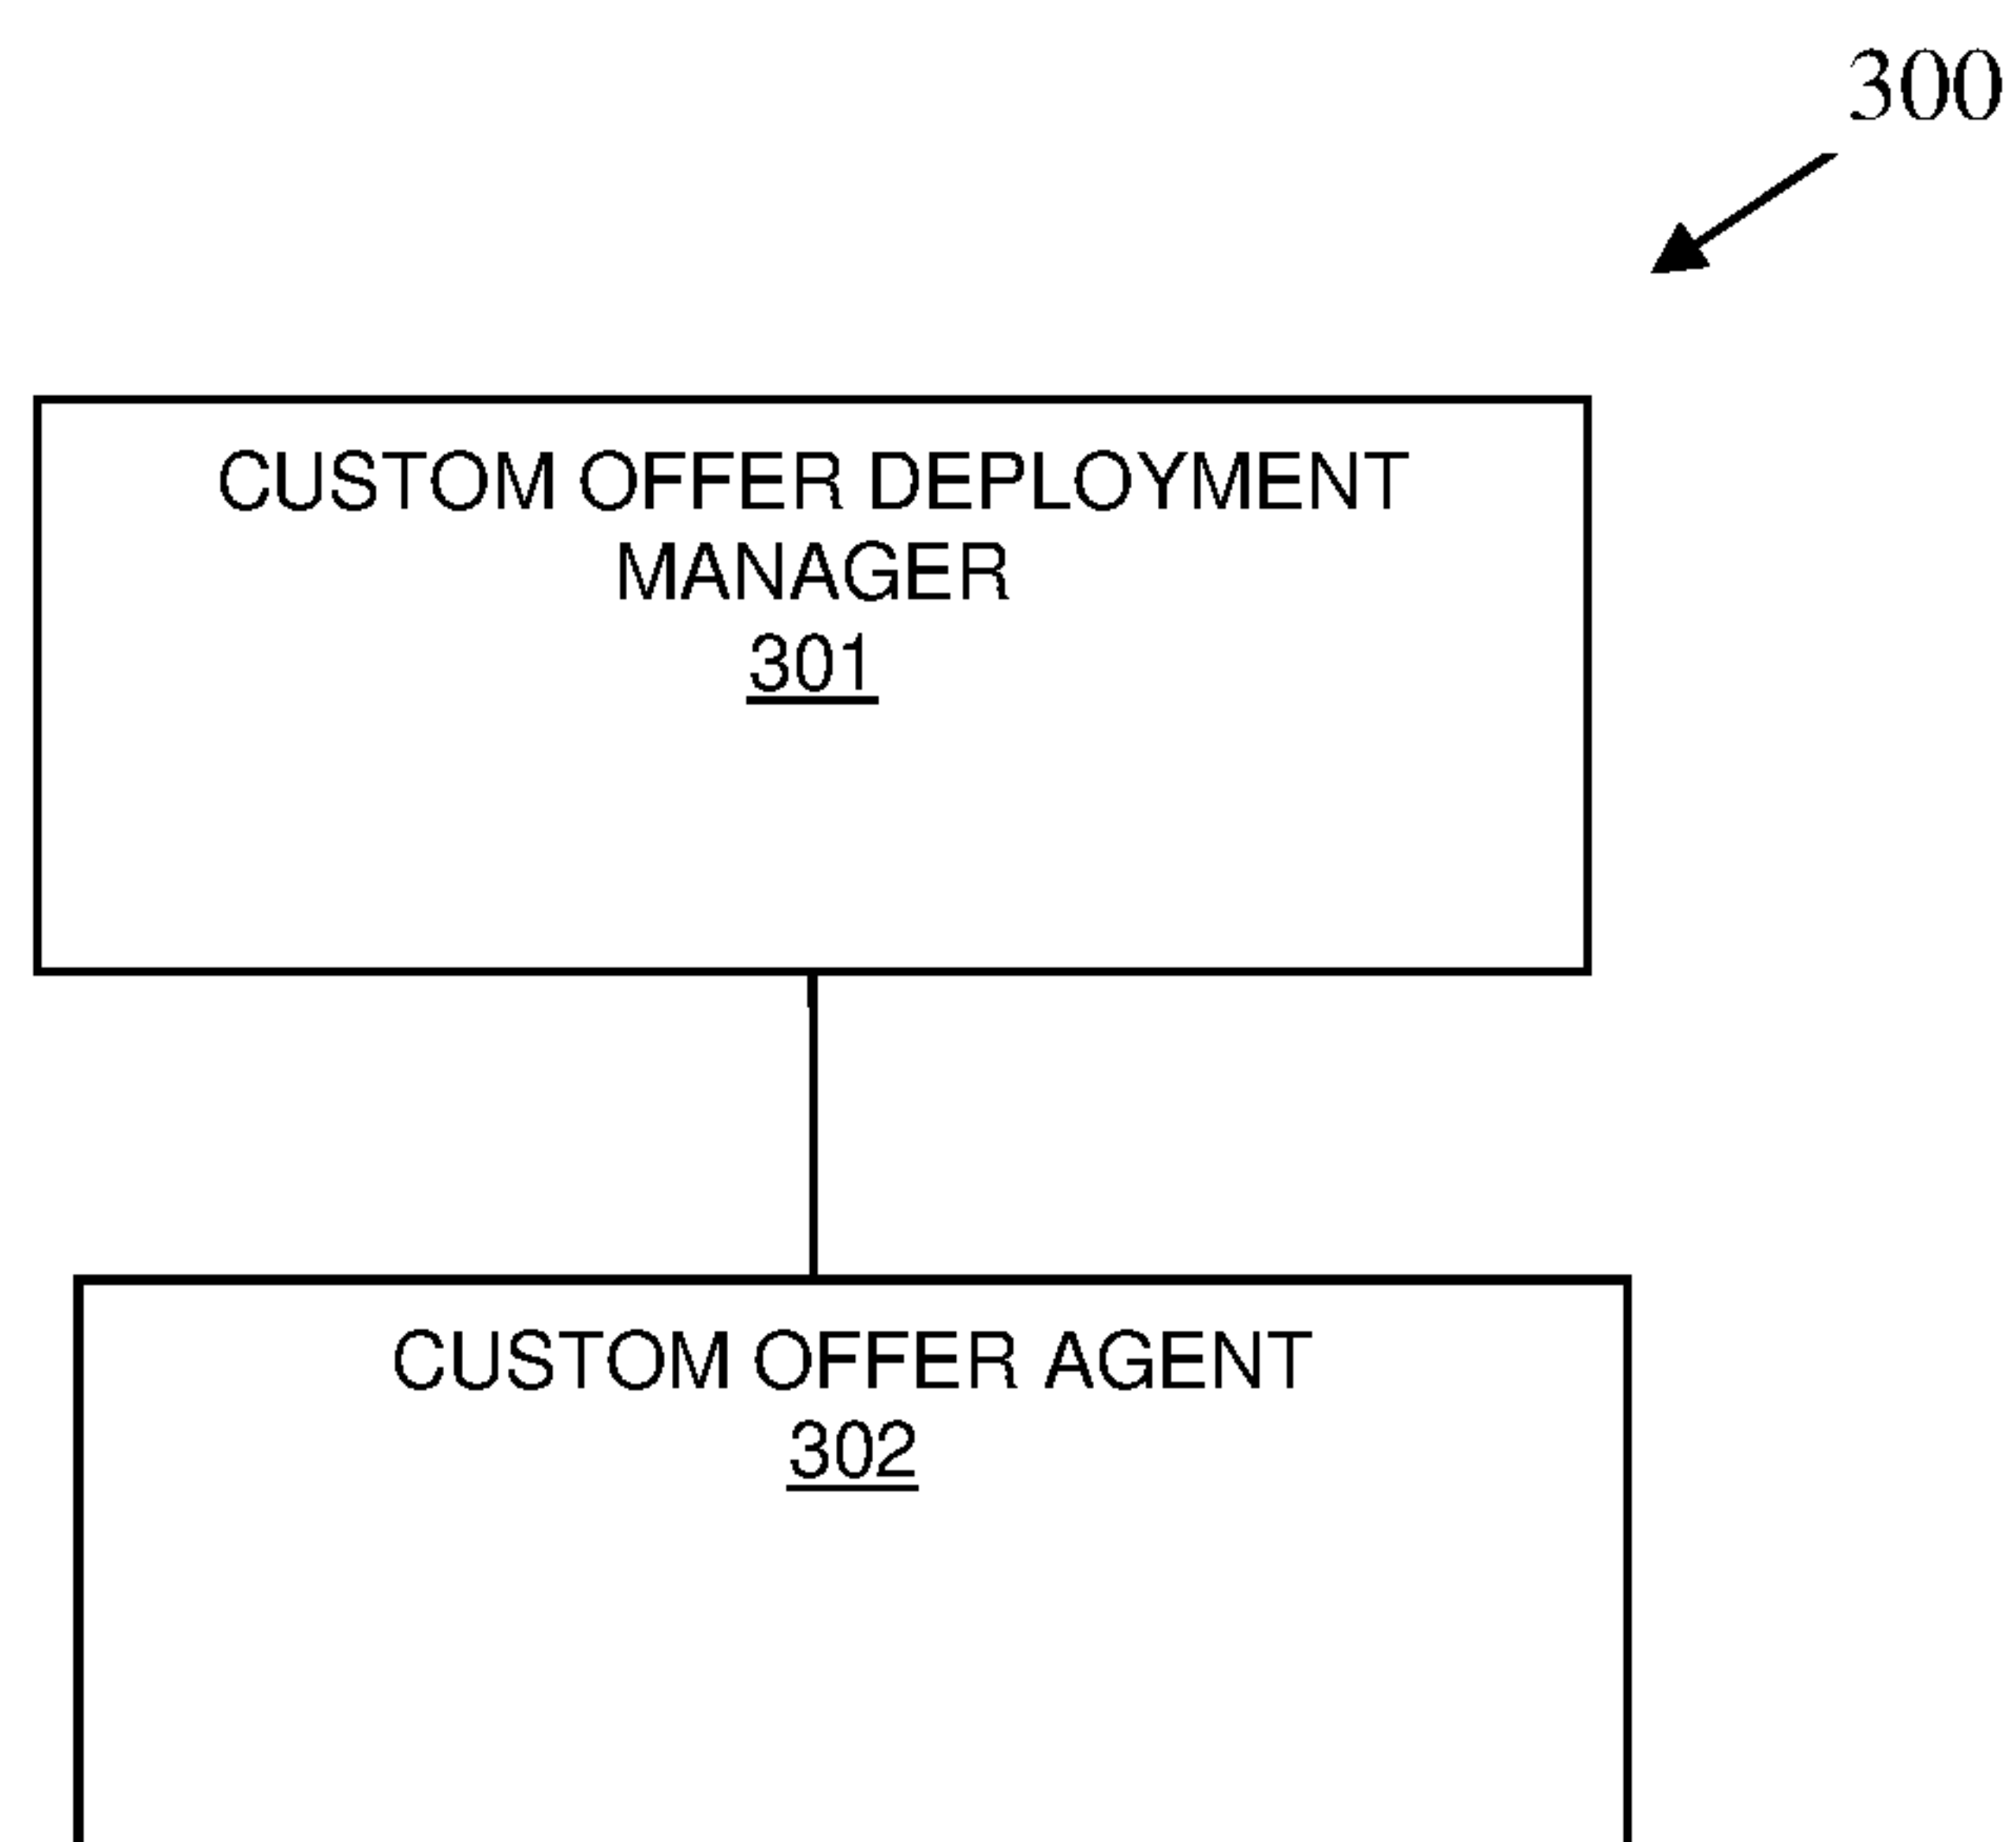 300
CUSTOM OFFER DEPLOYMENT
MANAGER
301
CUSTOM OFFER AGENT
302